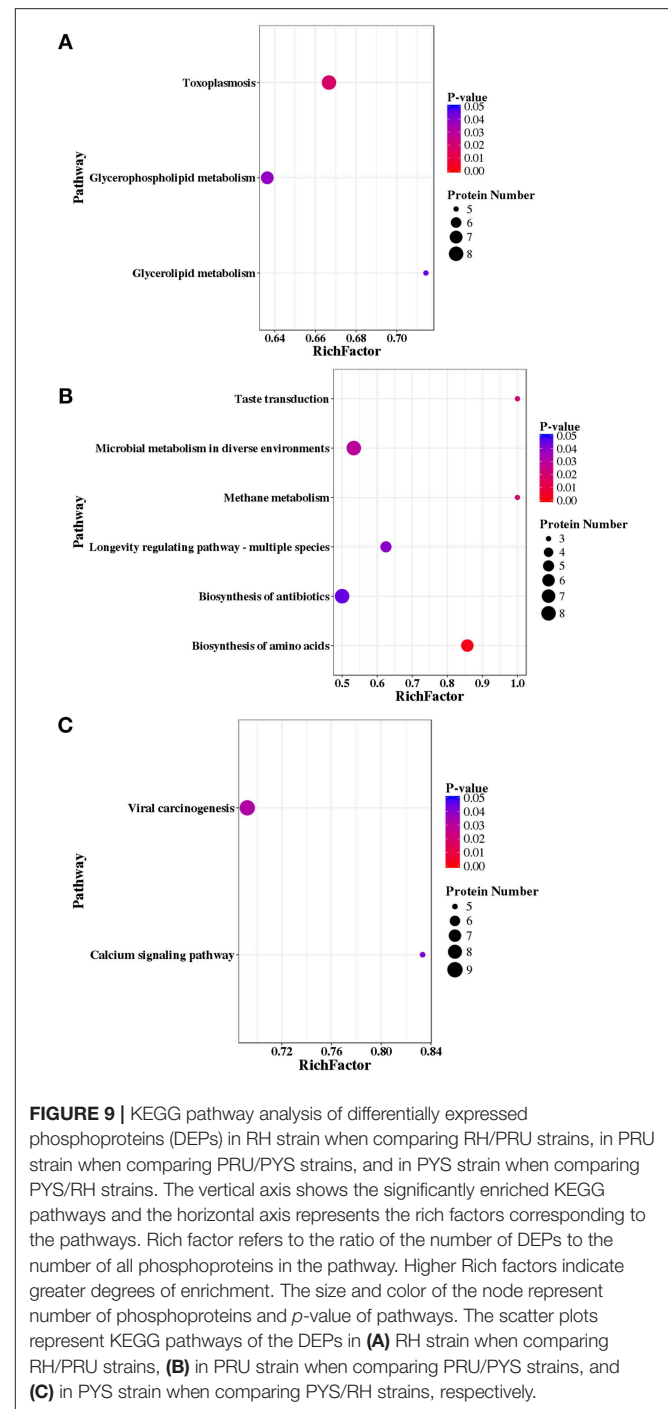 A
Toxoplasmosis
Glycerophospholipid metabolism
Glycerolipid metabolism
Pathway
0.64 0.66 0.68 0.70
RichFactor
P-value
0.05
0.04
0.03
0.02
0.01
0.00
Protein Number
5
6
7
8
B
Taste transduction
Microbial metabolism in diverse environments
Methane metabolism
Longevity regulating pathway - multiple species
Biosynthesis of antibiotics
Biosynthesis of amino acids
Pathway
0.5 0.6 0.7 0.8 0.9 1.0
RichFactor
P-value
0.05
0.04
0.03
0.02
0.01
0.00
Protein Number
3
4
5
6
7
8
C
Viral carcinogenesis
Calcium signaling pathway
Pathway
0.72 0.76 0.80 0.84
RichFactor
P-value
0.05
0.04
0.03
0.02
0.01
0.00
Protein Number
5
6
7
8
9
FIGURE 9 | KEGG pathway analysis of differentially expressed
phosphoproteins (DEPs) in RH strain when comparing RH/PRU strains, in PRU
strain when comparing PRU/PYS strains, and in PYS strain when comparing
PYS/RH strains. The vertical axis shows the significantly enriched KEGG
pathways and the horizontal axis represents the rich factors corresponding to
the pathways. Rich factor refers to the ratio of the number of DEPs to the
number of all phosphoproteins in the pathway. Higher Rich factors indicate
greater degrees of enrichment. The size and color of the node represent
number of phosphoproteins and p-value of pathways. The scatter plots
represent KEGG pathways of the DEPs in (A) RH strain when comparing
RH/PRU strains, (B) in PRU strain when comparing PRU/PYS strains, and
(C) in PYS strain when comparing PYS/RH strains, respectively.